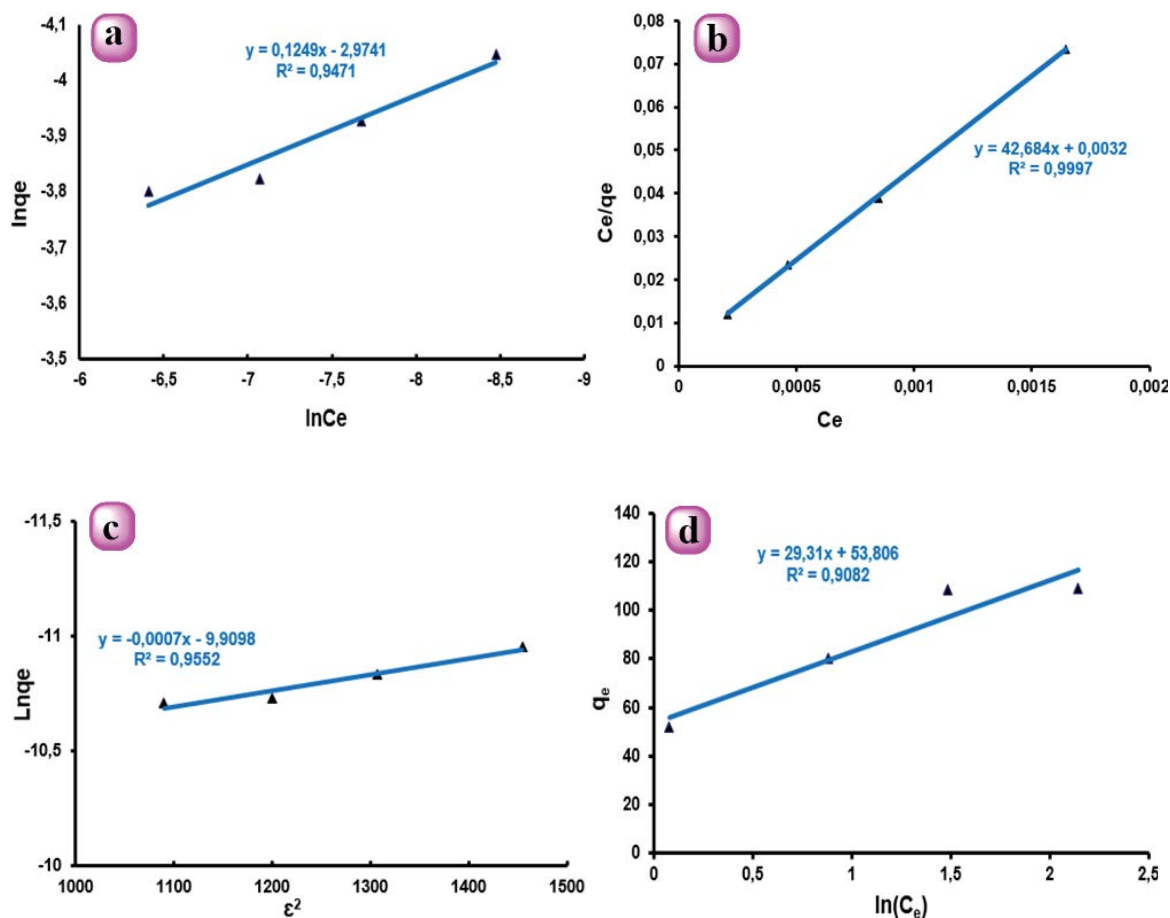 a
y = 0,1249x - 2,9741
R² = 0,9471
-4,1
-4
-3,9
-3,8
-3,7
-3,6
-3,5
lnqe
-6
-6,5
-7
-7,5
-8
-8,5
-9
lnCe
b
y = 42,684x + 0,0032
R² = 0,9997
0,08
0,07
0,06
0,05
0,04
0,03
0,02
0,01
0
Ce/qe
0
0,0005
0,001
0,0015
0,002
Ce
c
y = -0,0007x - 9,9098
R² = 0,9552
-11,5
-11
-10,5
-10
Lnqe
1000
1100
1200
1300
1400
1500
ε²
d
y = 29,31x + 53,806
R² = 0,9082
140
120
100
80
60
40
20
0
qₑ
0
0,5
1
1,5
2
2,5
ln(Cₑ)